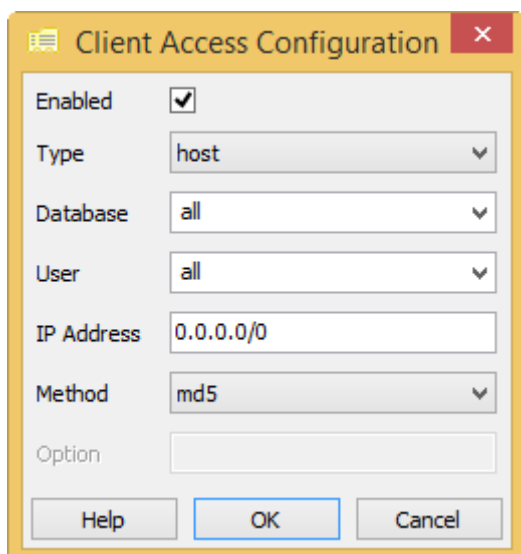 Client Access Configuration
Enabled
Type host
Database all
User all
IP Address 0.0.0.0/0
Method md5
Option
Help OK Cancel